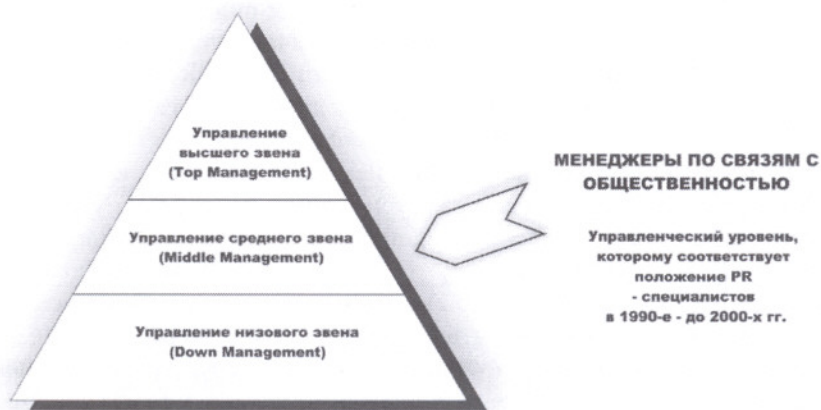 Управление
высшего звена
(Top Management)
Управление среднего звена
(Middle Management)
Управление низового звена
(Down Management)
МЕНЕДЖЕРЫ ПО СВЯЗЯМ С
ОБЩЕСТВЕННОСТЬЮ
Управленческий уровень,
которому соответствует
положение PR
- специалистов
в 1990-е - до 2000-х гг.